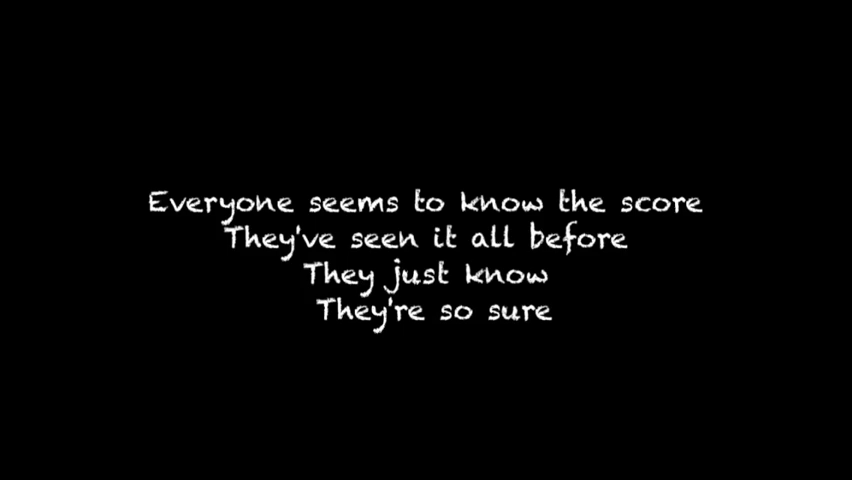 Everyone seems to know the score
They've seen it all before
They just know
They're so sure